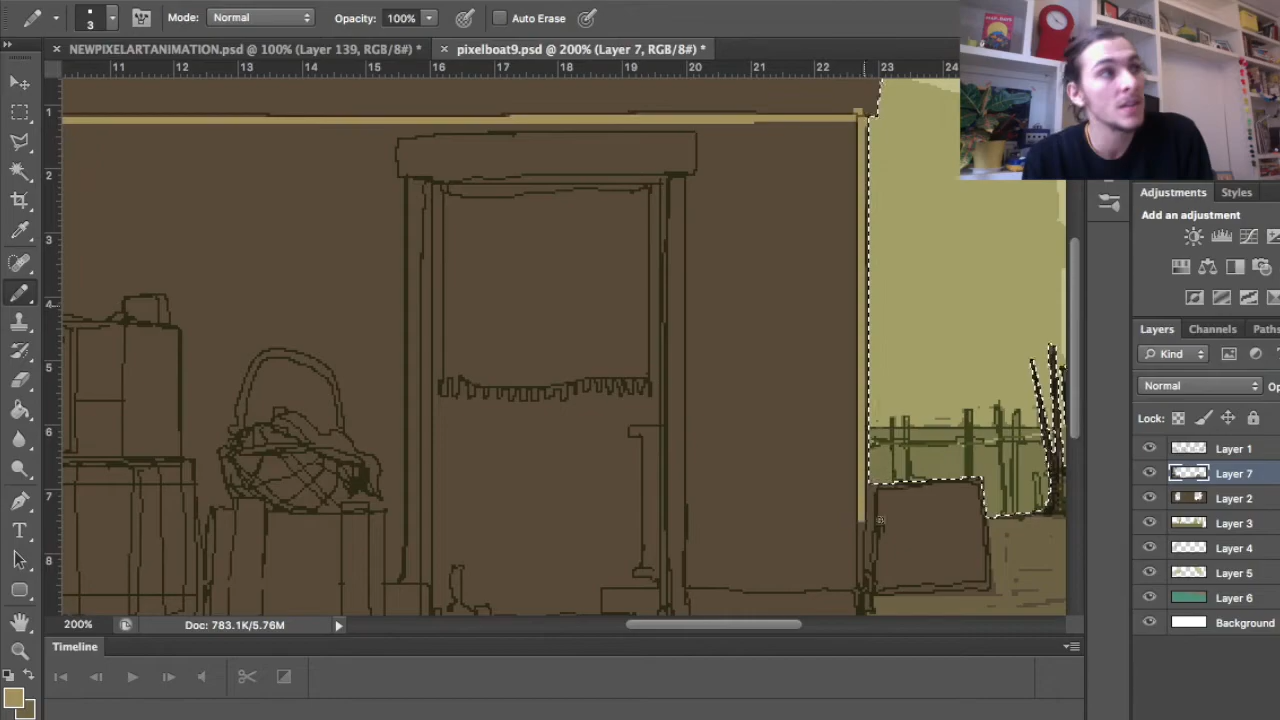 3
Mode: Normal
Opacity: 100%
Auto Erase
NEWPIXELARTANIMATION.psd @ 100% (Layer 139, RGB/8#) *
pixelboat9.psd @ 200% (Layer 7, RGB/8#) *
11 12 13 14 15 16 17 18 19 20 21 22 23 24
1
2
3
4
5
6
7
8
Adjustments Styles
Add an adjustment
Layers Channels Paths
Kind
Normal Op
Lock:
Layer 1
Layer 7
Layer 2
Layer 3
Layer 4
Layer 5
Layer 6
Background
200% Doc: 783.1K/5.76M
Timeline